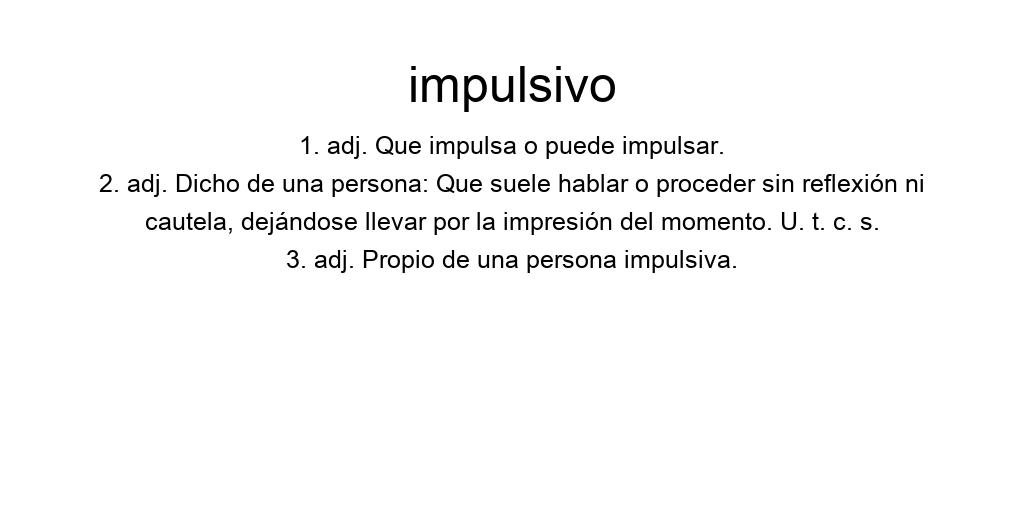 impulsivo
1. adj. Que impulsa o puede impulsar.
2. adj. Dicho de una persona: Que suele hablar o proceder sin reflexión ni
cautela, dejándose llevar por la impresión del momento. U. t. c. s.
3. adj. Propio de una persona impulsiva.